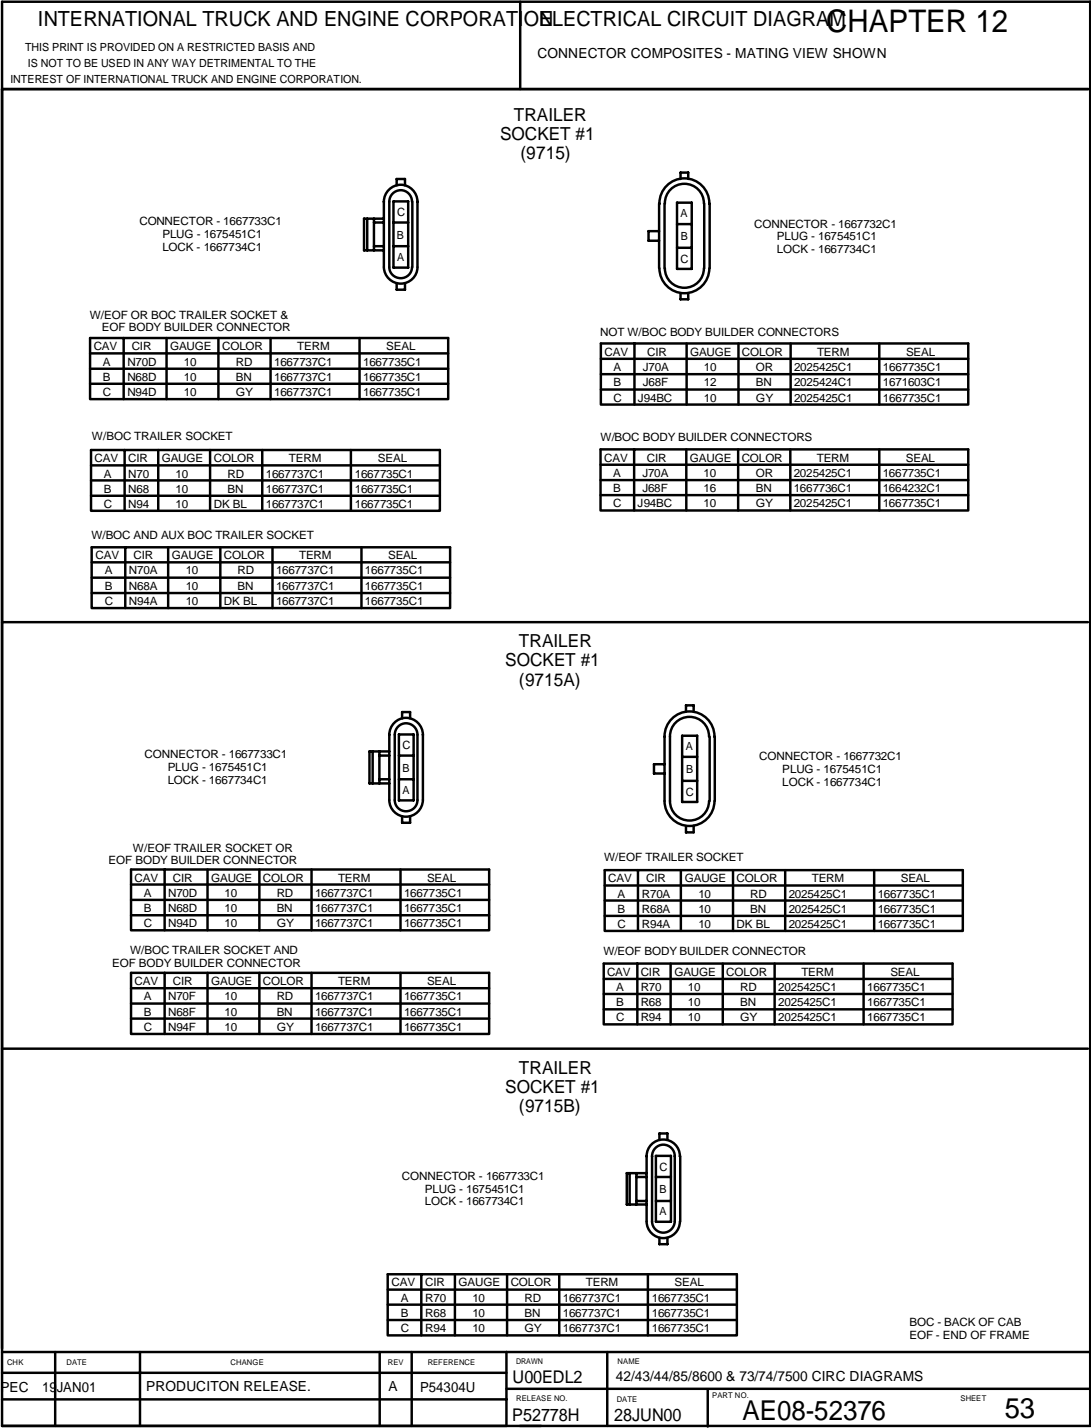 INTERNATIONAL TRUCK AND ENGINE CORPORATION
THIS PRINT IS PROVIDED ON A RESTRICTED BASIS AND
IS NOT TO BE USED IN ANY WAY DETRIMENTAL TO THE
INTEREST OF INTERNATIONAL TRUCK AND ENGINE CORPORATION.
ELECTRICAL CIRCUIT DIAGRAM
CHAPTER 12
CONNECTOR COMPOSITES - MATING VIEW SHOWN
TRAILER
SOCKET #1
(9715)
CONNECTOR - 1667733C1
PLUG - 1675451C1
LOCK - 1667734C1
C
B
A
A
B
C
CONNECTOR - 1667732C1
PLUG - 1675451C1
LOCK - 1667734C1
W/EOF OR BOC TRAILER SOCKET &
EOF BODY BUILDER CONNECTOR
CAV CIR GAUGE COLOR TERM SEAL
A N70D 10 RD 1667737C1 1667735C1
B N68D 10 BN 1667737C1 1667735C1
C N94D 10 GY 1667737C1 1667735C1
W/BOC TRAILER SOCKET
CAV CIR GAUGE COLOR TERM SEAL
A N70 10 RD 1667737C1 1667735C1
B N68 10 BN 1667737C1 1667735C1
C N94 10 DK BL 1667737C1 1667735C1
W/BOC AND AUX BOC TRAILER SOCKET
CAV CIR GAUGE COLOR TERM SEAL
A N70A 10 RD 1667737C1 1667735C1
B N68A 10 BN 1667737C1 1667735C1
C N94A 10 DK BL 1667737C1 1667735C1
NOT W/BOC BODY BUILDER CONNECTORS
CAV CIR GAUGE COLOR TERM SEAL
A J70A 10 OR 2025425C1 1667735C1
B J68F 12 BN 2025424C1 1671603C1
C J94BC 10 GY 2025425C1 1667735C1
W/BOC BODY BUILDER CONNECTORS
CAV CIR GAUGE COLOR TERM SEAL
A J70A 10 OR 2025425C1 1667735C1
B J68F 16 BN 1667736C1 1664232C1
C J94BC 10 GY 2025425C1 1667735C1
TRAILER
SOCKET #1
(9715A)
CONNECTOR - 1667733C1
PLUG - 1675451C1
LOCK - 1667734C1
C
B
A
A
B
C
CONNECTOR - 1667732C1
PLUG - 1675451C1
LOCK - 1667734C1
W/EOF TRAILER SOCKET OR
EOF BODY BUILDER CONNECTOR
CAV CIR GAUGE COLOR TERM SEAL
A N70D 10 RD 1667737C1 1667735C1
B N68D 10 BN 1667737C1 1667735C1
C N94D 10 GY 1667737C1 1667735C1
W/BOC TRAILER SOCKET AND
EOF BODY BUILDER CONNECTOR
CAV CIR GAUGE COLOR TERM SEAL
A N70F 10 RD 1667737C1 1667735C1
B N68F 10 BN 1667737C1 1667735C1
C N94F 10 GY 1667737C1 1667735C1
W/EOF TRAILER SOCKET
CAV CIR GAUGE COLOR TERM SEAL
A R70A 10 RD 2025425C1 1667735C1
B R68A 10 BN 2025425C1 1667735C1
C R94A 10 DK BL 2025425C1 1667735C1
W/EOF BODY BUILDER CONNECTOR
CAV CIR GAUGE COLOR TERM SEAL
A R70 10 RD 2025425C1 1667735C1
B R68 10 BN 2025425C1 1667735C1
C R94 10 GY 2025425C1 1667735C1
TRAILER
SOCKET #1
(9715B)
CONNECTOR - 1667733C1
PLUG - 1675451C1
LOCK - 1667734C1
C
B
A
CAV CIR GAUGE COLOR TERM SEAL
A R70 10 RD 1667737C1 1667735C1
B R68 10 BN 1667737C1 1667735C1
C R94 10 GY 1667737C1 1667735C1
BOC - BACK OF CAB
EOF - END OF FRAME
CHK DATE CHANGE REV REFERENCE
PEC 19JAN01 PRODUCITON RELEASE. A P54304U
DRAWN
U00EDL2
NAME
42/43/44/85/8600 & 73/74/7500 CIRC DIAGRAMS
RELEASE NO.
P52778H
DATE
28JUN00
PART NO.
AE08-52376
SHEET 53